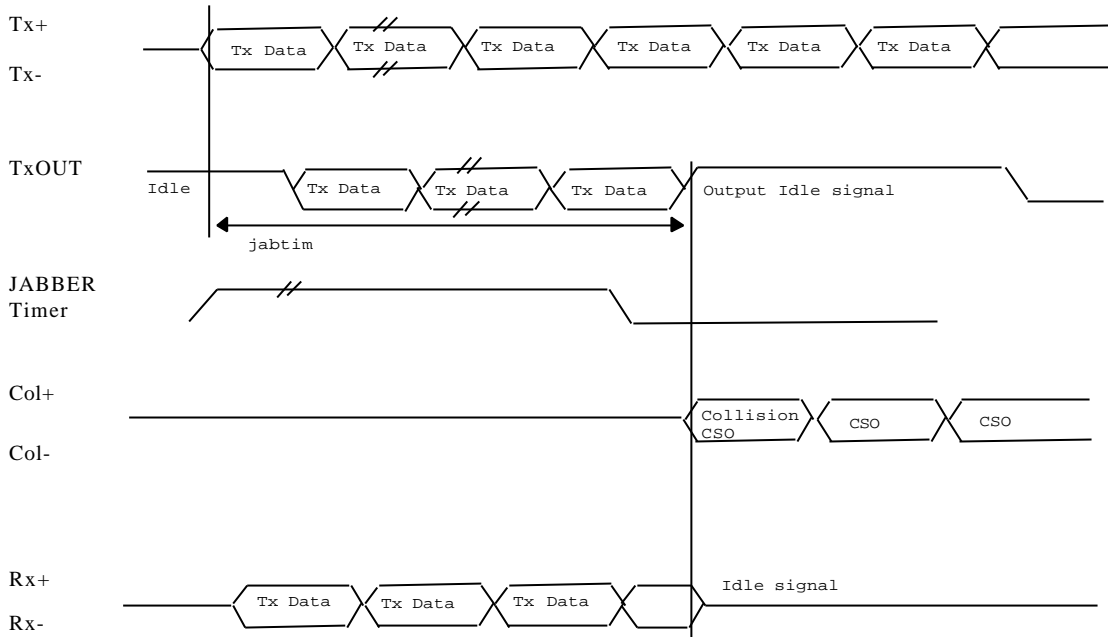 Tx+
Tx Data Tx Data Tx Data Tx Data Tx Data Tx Data
Tx-
TxOUT
Idle Tx Data Tx Data Tx Data Output Idle signal
jabtim
JABBER
Timer
Col+
Collision
CSO CSO CSO
Col-
Rx+
Idle signal
Tx Data Tx Data Tx Data
Rx-